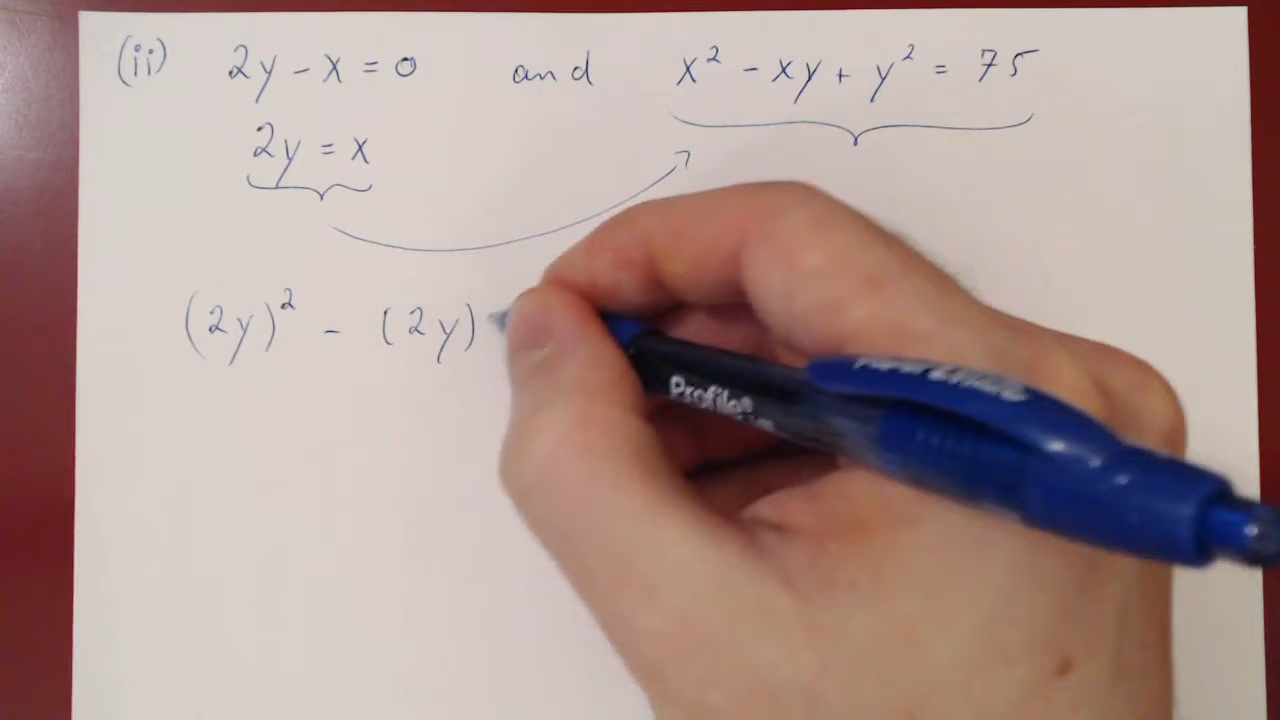 (ii) 2y - x = 0 and x² - xy + y² = 75
2y = x
(2y)² - (2y)
Profile®